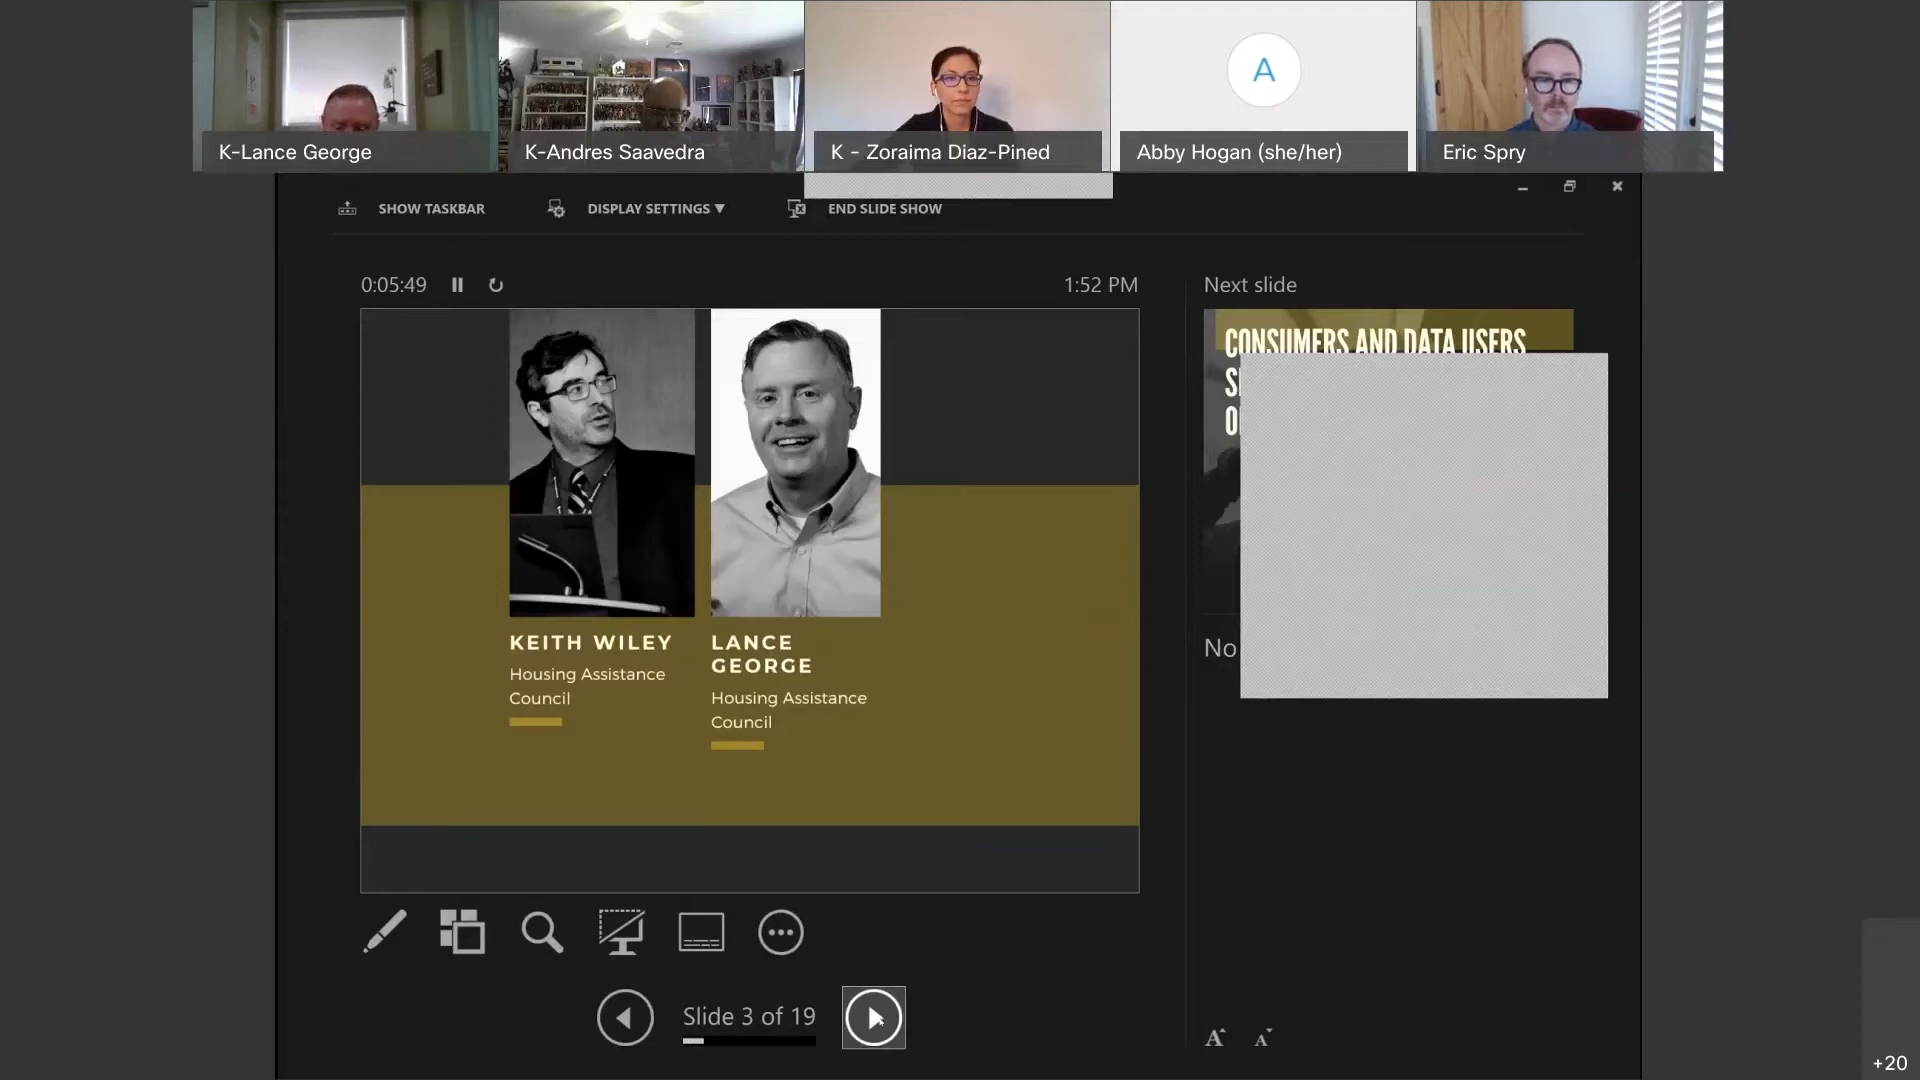 K-Lance George
K-Andres Saavedra
K - Zoraima Diaz-Pined
A
Abby Hogan (she/her)
Eric Spry
SHOW TASKBAR
DISPLAY SETTINGS ▼
END SLIDE SHOW
0:05:49
1:52 PM
Next slide
KEITH WILEY
Housing Assistance
Council
LANCE
GEORGE
Housing Assistance
Council
CONSUMERS AND DATA USERS
No
Slide 3 of 19
A
A
+20